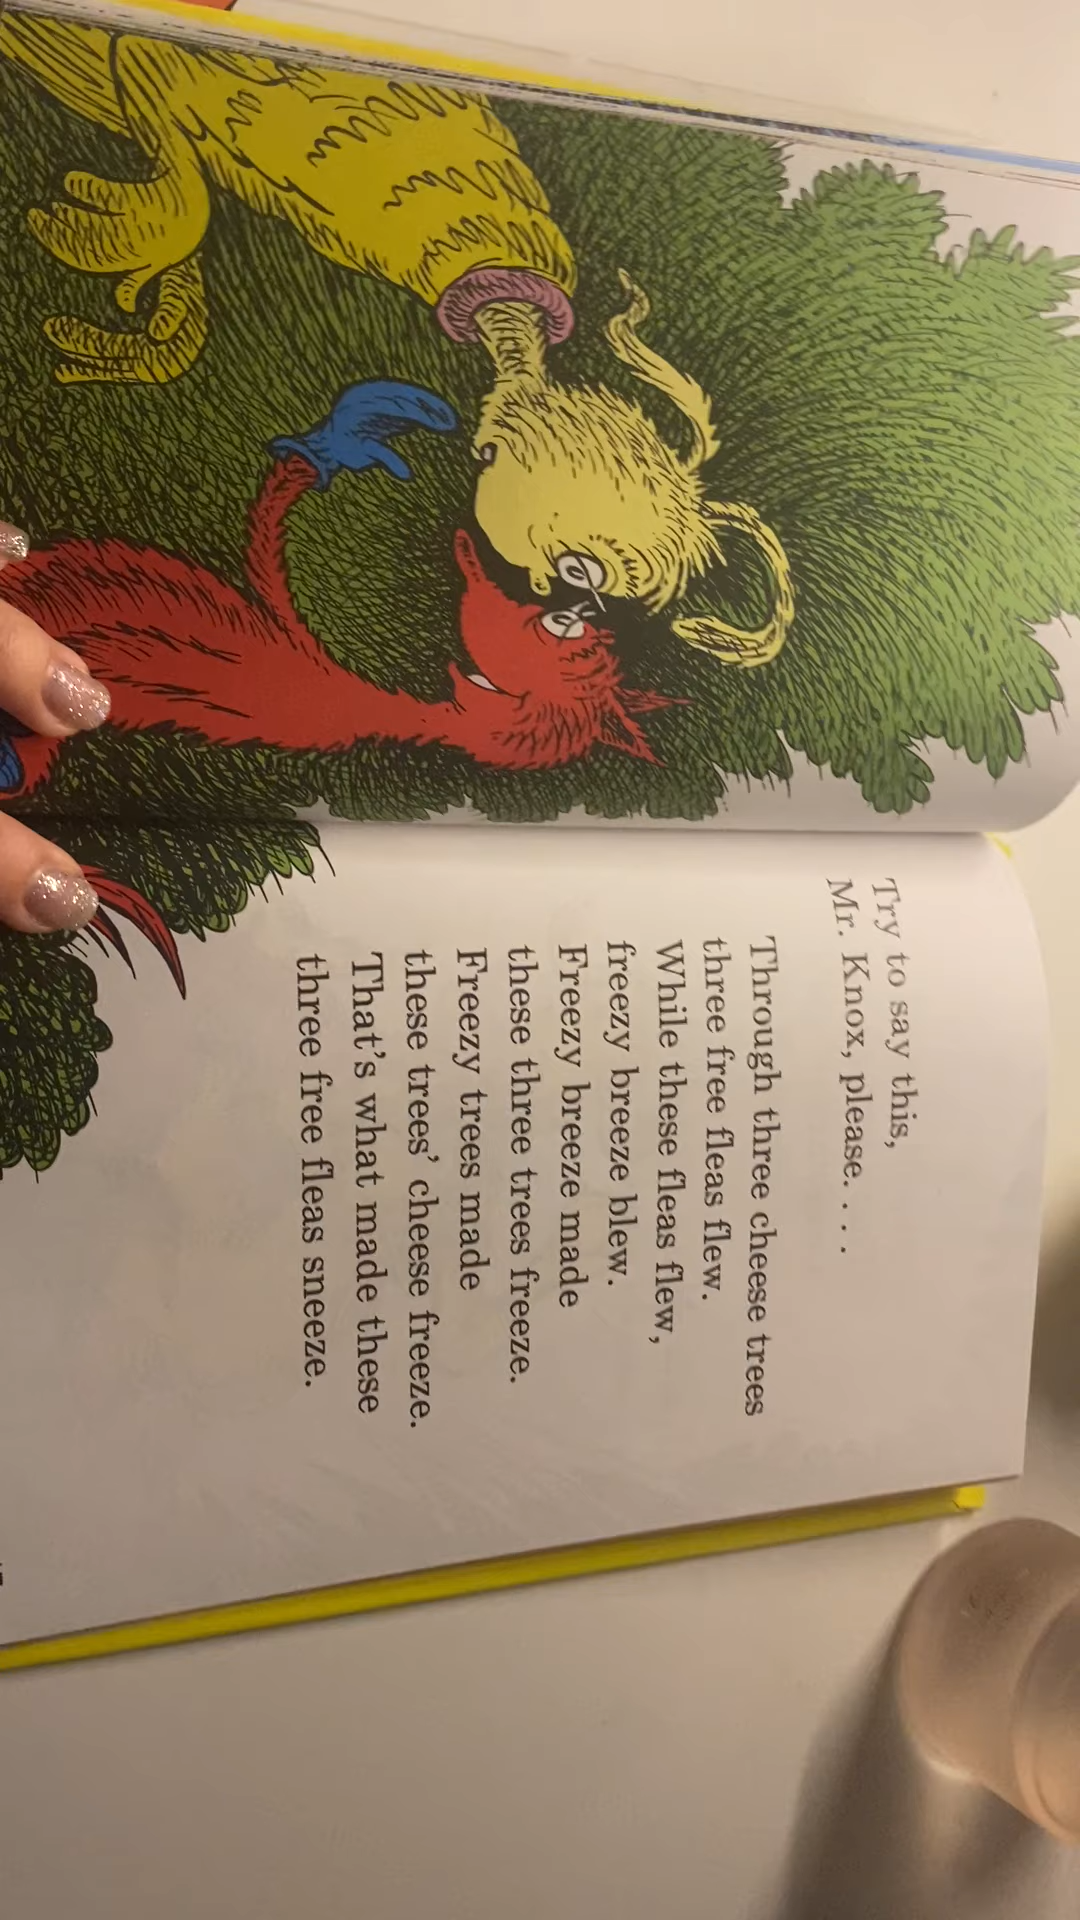 Try to say this,
Mr. Knox, please. . . .
Through three cheese trees
three free fleas flew.
While these fleas flew,
freezy breeze blew.
Freezy breeze made
these three trees freeze.
Freezy trees made
these trees' cheese freeze.
That's what made these
three free fleas sneeze.